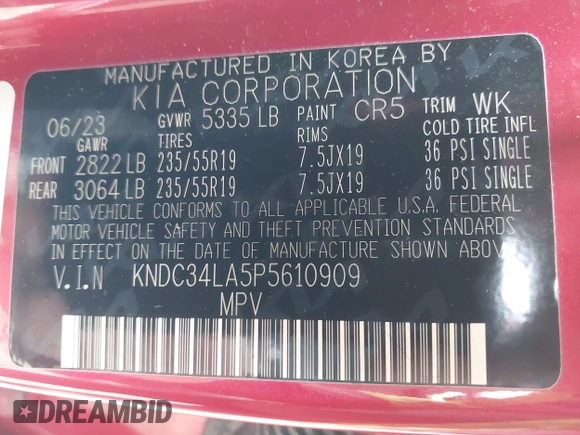 MANUFACTURED IN KOREA BY
KIA CORPORATION
06/23 GVWR 5335 LB PAINT CR5 TRIM WK
GAWR TIRES RIMS COLD TIRE INFL
FRONT 2822 LB 235/55R19 7.5JX19 36 PSI SINGLE
REAR 3064 LB 235/55R19 7.5JX19 36 PSI SINGLE
THIS VEHICLE CONFORMS TO ALL APPLICABLE U.S.A. FEDERAL
MOTOR VEHICLE SAFETY AND THEFT PREVENTION STANDARDS
IN EFFECT ON THE DATE OF MANUFACTURE SHOWN ABOVE
V.I.N KNDC34LA5P5610909
MPV
DREAMBID